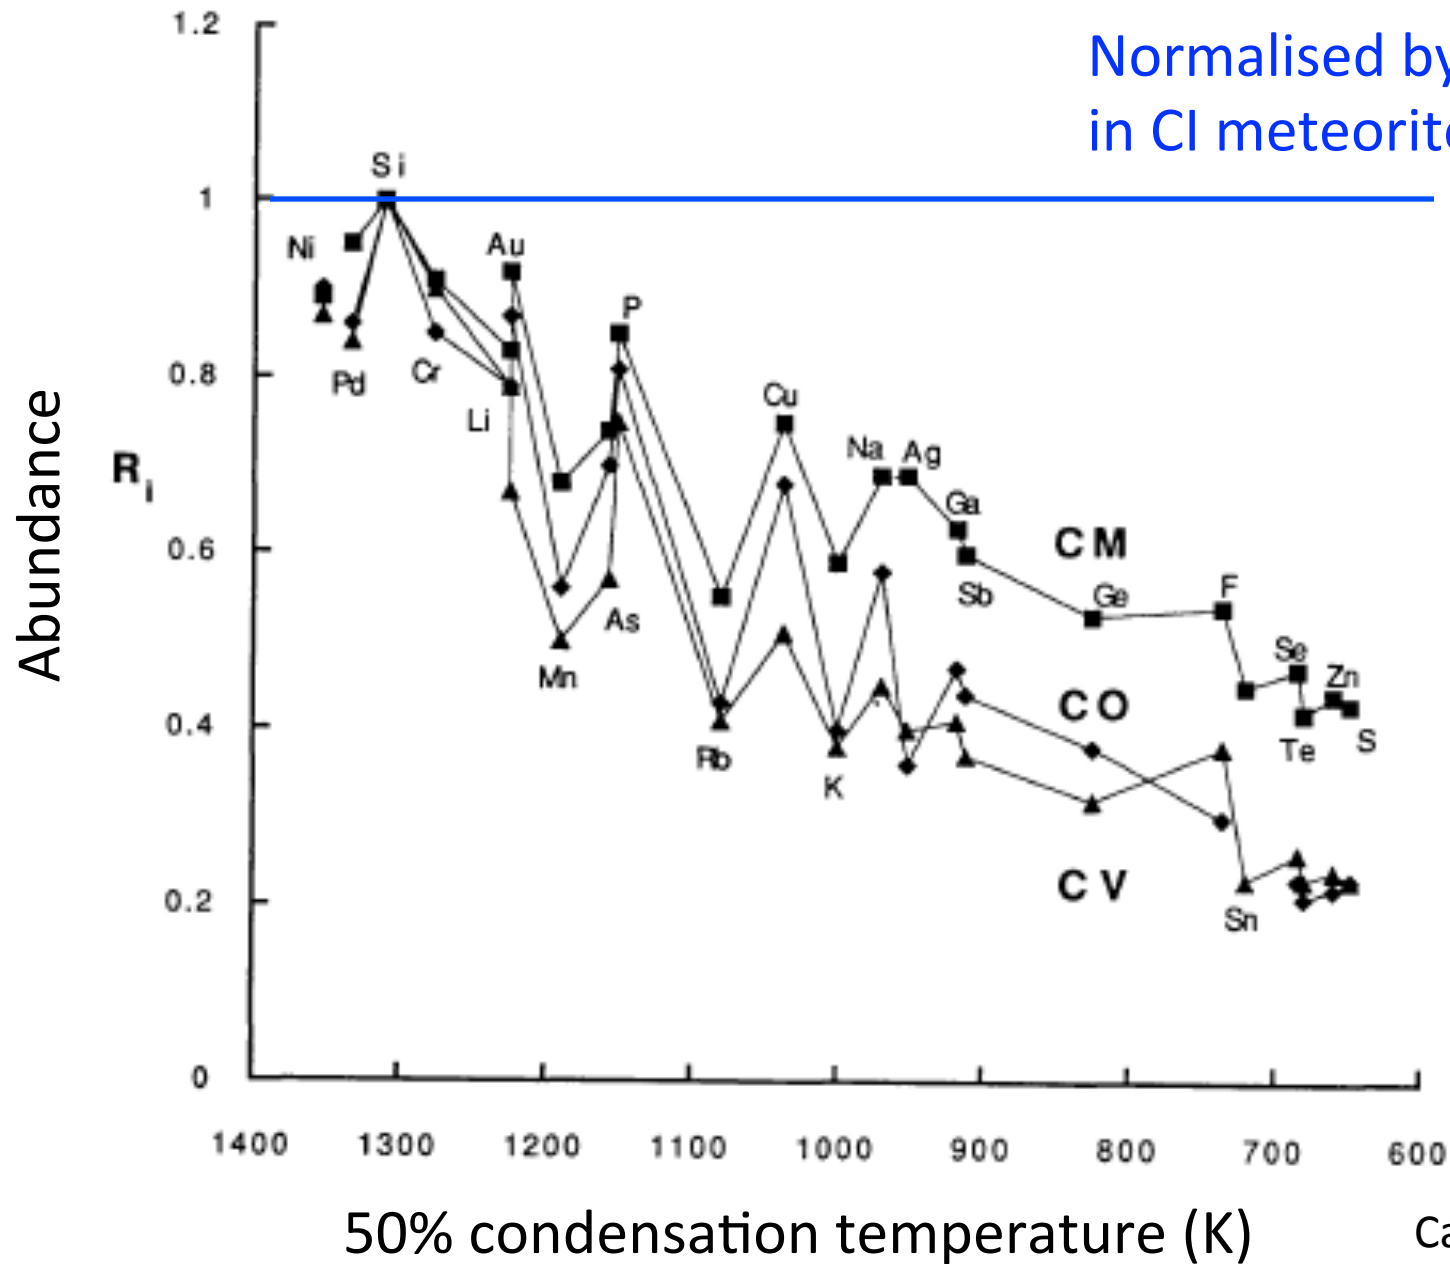 1.2
Normalised by
in CI meteorite
Si
1
Ni
Au
P
0.8
Pd
Cr
Li
Cu
Abundance
R i
Na Ag
Ga
0.6
CM
As
Sb
Ge
F
Mn
Se
Zn
0.4
CO
Rb
K
Te
S
0.2
CV
Sn
0
1400 1300 1200 1100 1000 900 800 700 600
50% condensation temperature (K)
Ca